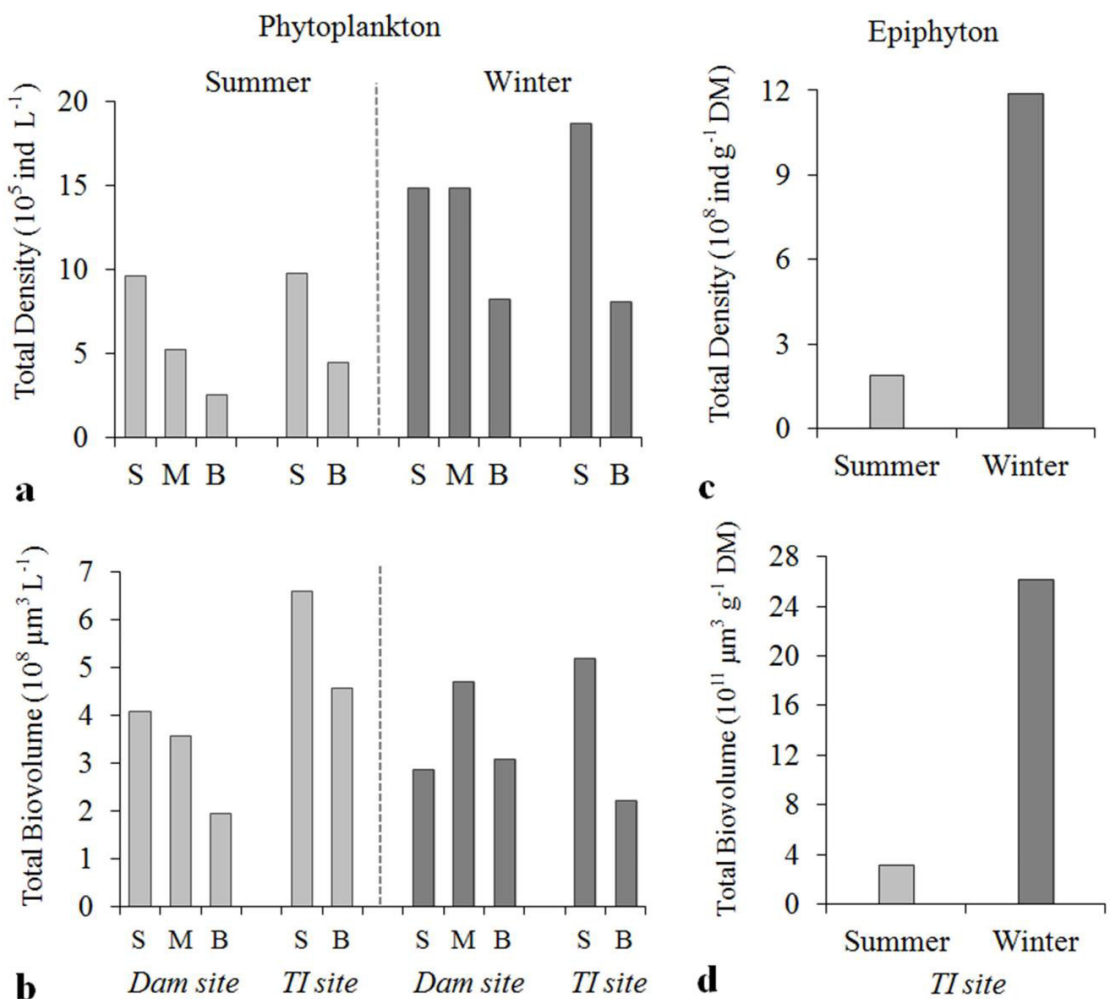 Phytoplankton
Summer Winter
Total Density (10⁵ ind L⁻¹)
20
15
10
5
0
S M B S B S M B S B
a
Epiphyton
Total Density (10⁸ ind g⁻¹ DM)
12
9
6
3
0
Summer Winter
c
Total Biovolume (10⁸ µm³ L⁻¹)
7
6
5
4
3
2
1
0
S M B S B S M B S B
b Dam site TI site Dam site TI site
Total Biovolume (10¹¹ µm³ g⁻¹ DM)
28
26
24
20
16
12
8
4
0
Summer Winter
d TI site